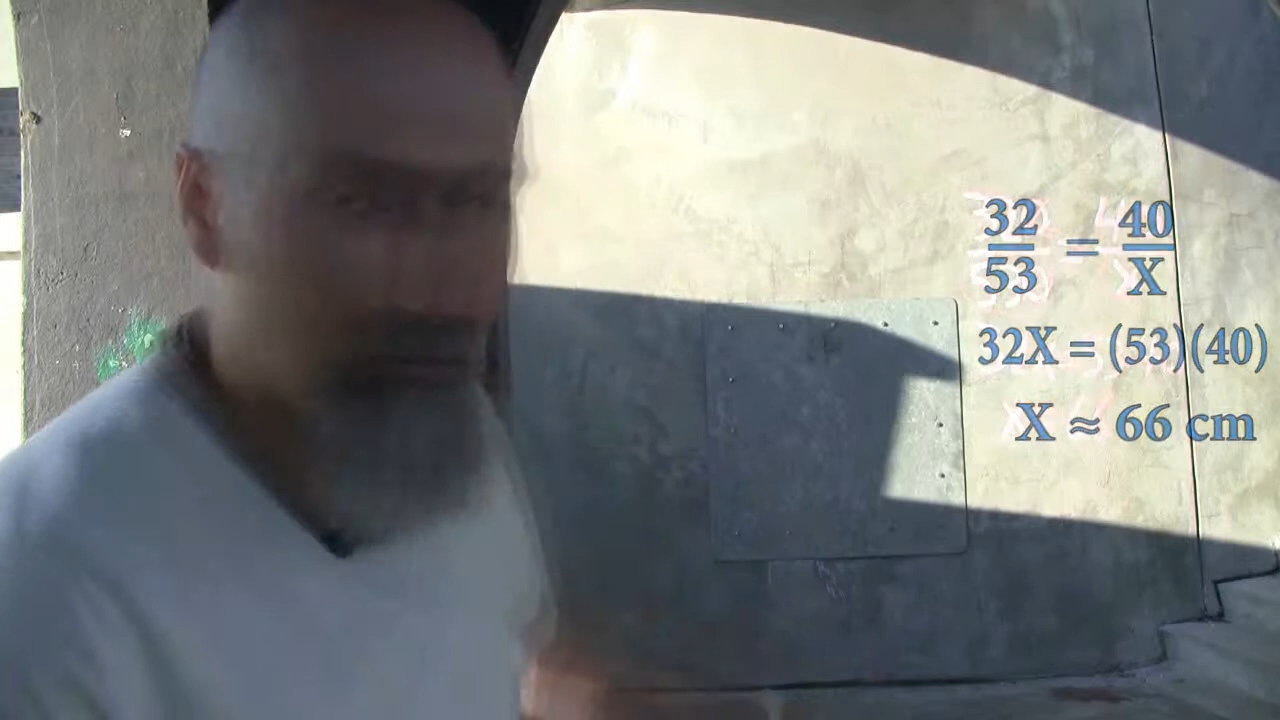 32/53 = 40/X
32X = (53)(40)
X ≈ 66 cm